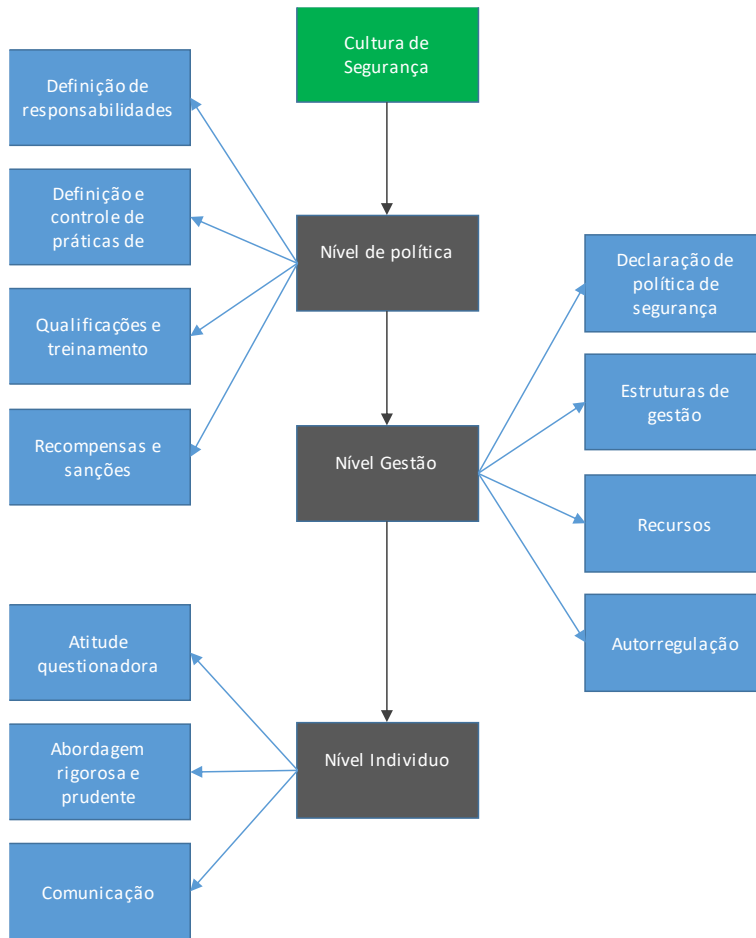 Cultura de
Segurança
Definição de
responsabilidades
Definição e
controle de
práticas de
Nível de política
Declaração de
política de
segurança
Qualificações e
treinamento
Estruturas de
gestão
Recompensas e
sanções
Nível Gestão
Recursos
Atitude
questionadora
Autorregulação
Abordagem
rigorosa e
prudente
Nível Individuo
Comunicação